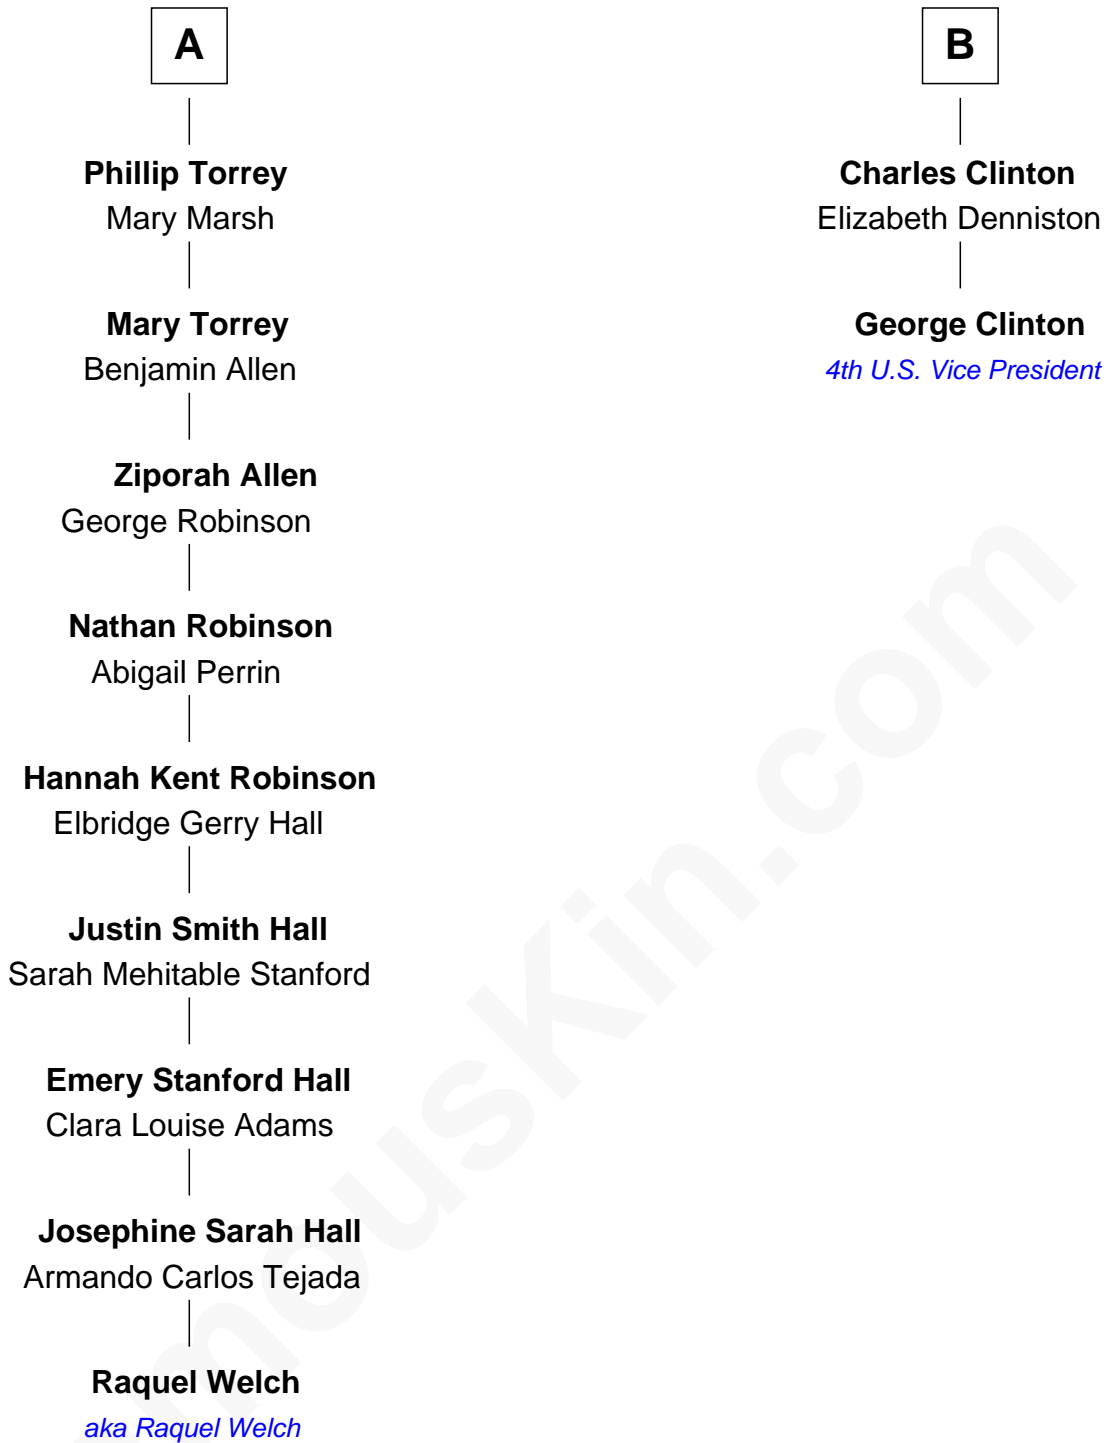 A
Phillip Torrey
Mary Marsh
Mary Torrey
Benjamin Allen
Ziporah Allen
George Robinson
Nathan Robinson
Abigail Perrin
Hannah Kent Robinson
Elbridge Gerry Hall
Justin Smith Hall
Sarah Mehitable Stanford
Emery Stanford Hall
Clara Louise Adams
Josephine Sarah Hall
Armando Carlos Tejada
Raquel Welch
aka Raquel Welch
B
Charles Clinton
Elizabeth Denniston
George Clinton
4th U.S. Vice President
mousKin.com